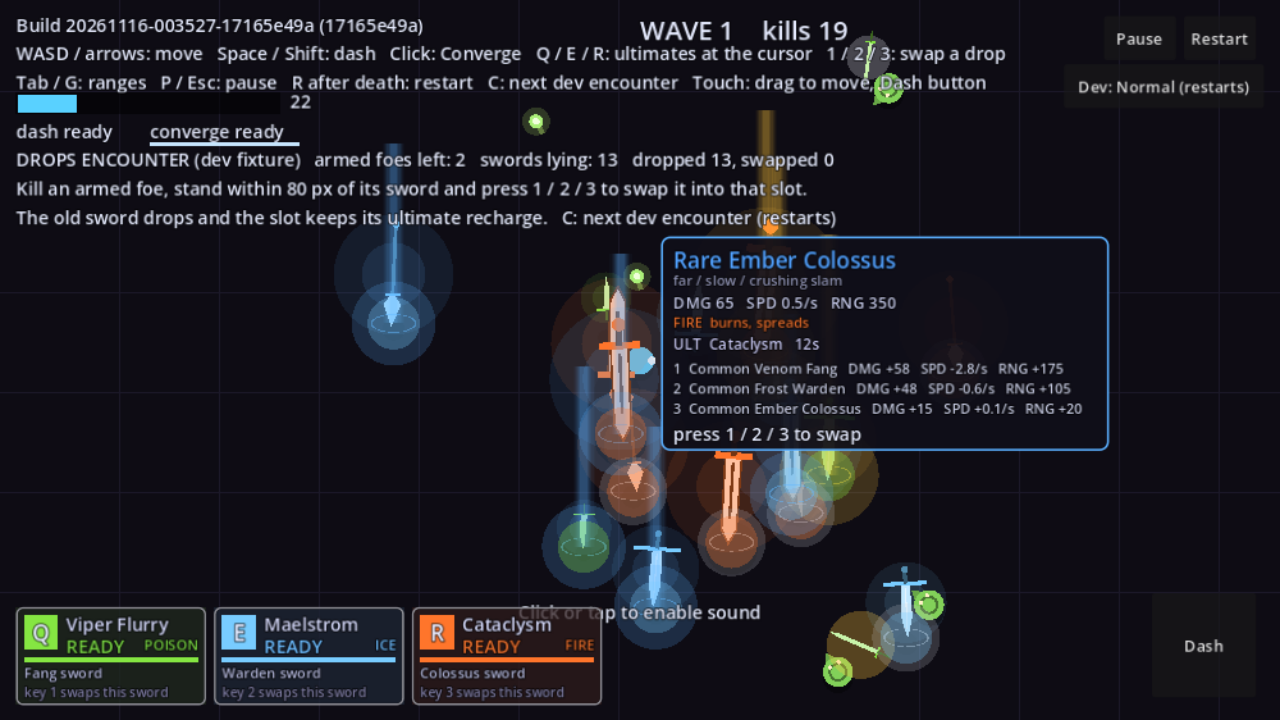 Build 20261116-003527-17165e49a (17165e49a)
WAVE 1 kills 19
Pause Restart
WASD / arrows: move Space / Shift: dash Click: Converge Q / E / R: ultimates at the cursor 1 / 2 / 3: swap a drop
Tab / G: ranges P / Esc: pause R after death: restart C: next dev encounter Touch: drag to move, Dash button
Dev: Normal (restarts)
22
dash ready converge ready
DROPS ENCOUNTER (dev fixture) armed foes left: 2 swords lying: 13 dropped 13, swapped 0
Kill an armed foe, stand within 80 px of its sword and press 1 / 2 / 3 to swap it into that slot.
The old sword drops and the slot keeps its ultimate recharge. C: next dev encounter (restarts)
Rare Ember Colossus
far / slow / crushing slam
DMG 65 SPD 0.5/s RNG 350
FIRE burns, spreads
ULT Cataclysm 12s
1 Common Venom Fang DMG +58 SPD -2.8/s RNG +175
2 Common Frost Warden DMG +48 SPD -0.6/s RNG +105
3 Common Ember Colossus DMG +15 SPD +0.1/s RNG +20
press 1 / 2 / 3 to swap
Click or tap to enable sound
Q Viper Flurry
READY POISON
Fang sword
key 1 swaps this sword
E Maelstrom
READY ICE
Warden sword
key 2 swaps this sword
R Cataclysm
READY FIRE
Colossus sword
key 3 swaps this sword
Dash